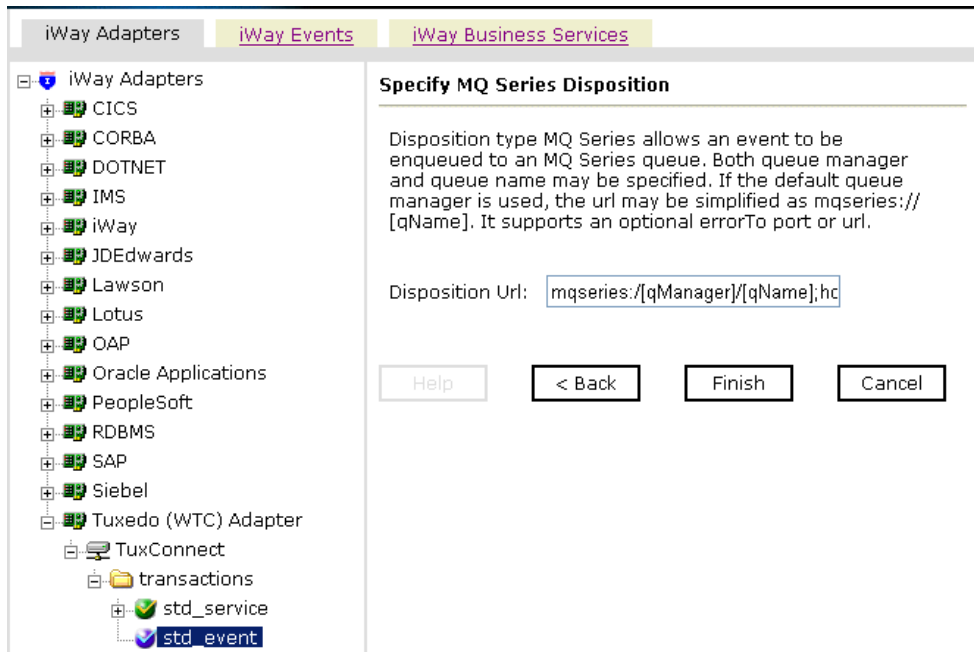 iWay Adapters iWay Events iWay Business Services
iWay Adapters
CICS
CORBA
DOTNET
IMS
iWay
JDEdwards
Lawson
Lotus
OAP
Oracle Applications
PeopleSoft
RDBMS
SAP
Siebel
Tuxedo (WTC) Adapter
TuxConnect
transactions
std_service
std_event
Specify MQ Series Disposition
Disposition type MQ Series allows an event to be
enqueued to an MQ Series queue. Both queue manager
and queue name may be specified. If the default queue
manager is used, the url may be simplified as mqseries://
[qName]. It supports an optional errorTo port or url.
Disposition Url: mqseries:/[qManager]/[qName];hc
Help < Back Finish Cancel